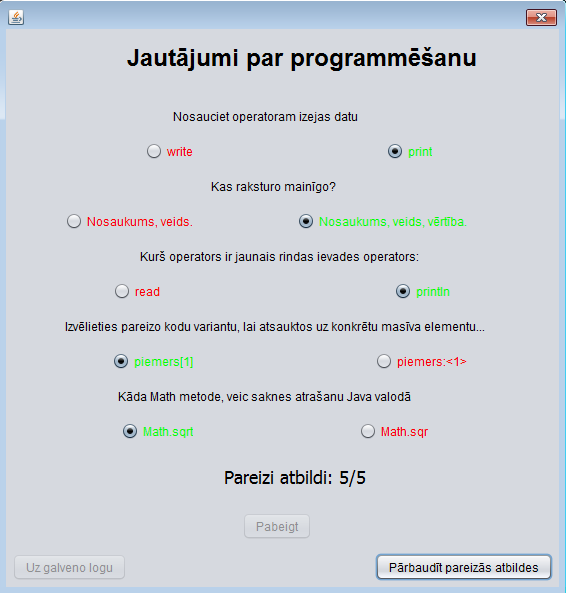 Jautājumi par programmēšanu
Nosauciet operatoram izejas datu
write print
Kas raksturo mainīgo?
Nosaukums, veids. Nosaukums, veids, vērtība.
Kurš operators ir jaunais rindas ievades operators:
read println
Izvēlieties pareizo kodu variantu, lai atsauktos uz konkrētu masīva elementu...
piemers[1] piemers:<1>
Kāda Math metode, veic saknes atrašanu Java valodā
Math.sqrt Math.sqr
Pareizi atbildi: 5/5
Pabeigt
Uz galveno logu Pārbaudīt pareizās atbildes